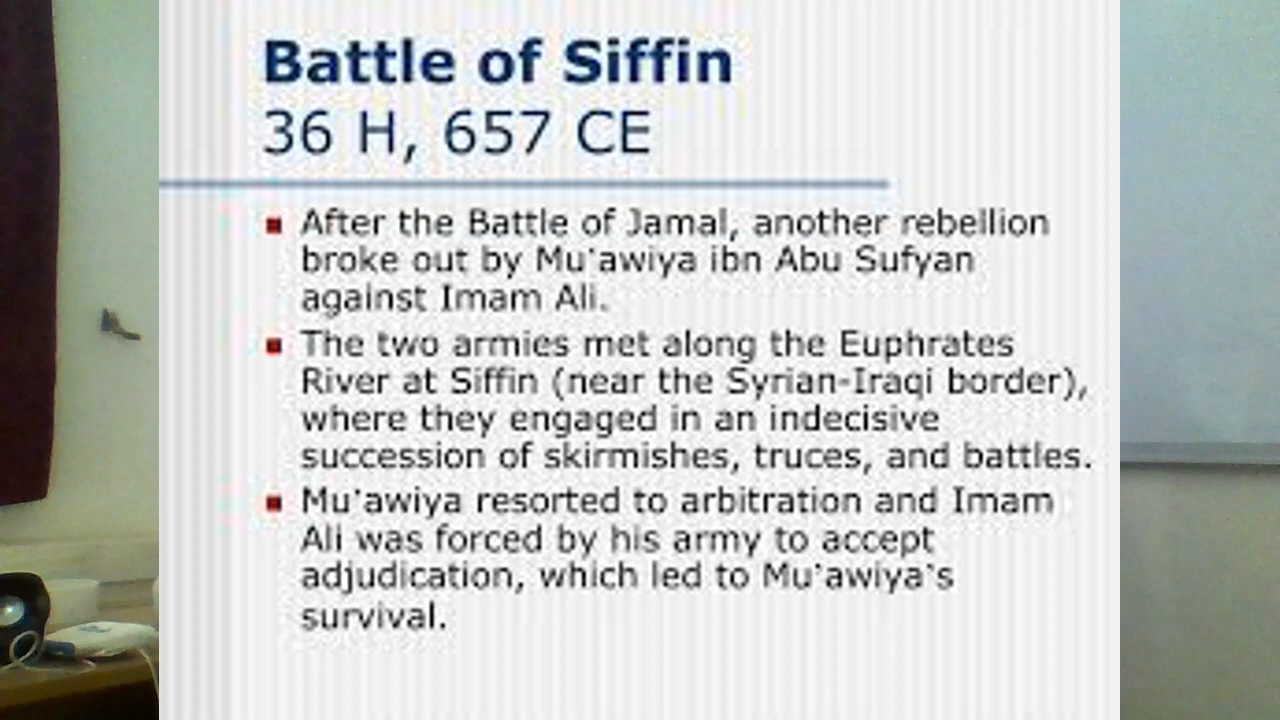 Battle of Siffin
36 H, 657 CE
After the Battle of Jamal, another rebellion
broke out by Mu'awiya ibn Abu Sufyan
against Imam Ali.
The two armies met along the Euphrates
River at Siffin (near the Syrian-Iraqi border),
where they engaged in an indecisive
succession of skirmishes, truces, and battles.
Mu'awiya resorted to arbitration and Imam
Ali was forced by his army to accept
adjudication, which led to Mu'awiya's
survival.